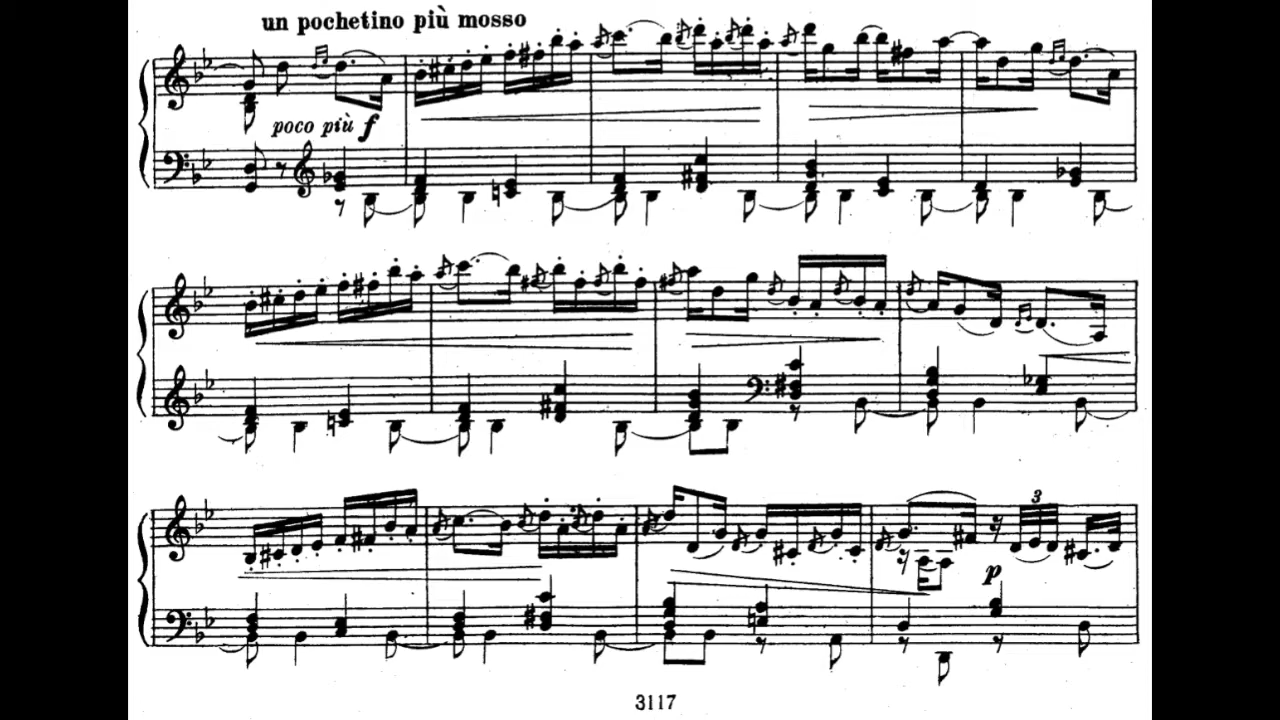 un pochetino più mosso
poco più f
3
p
3117